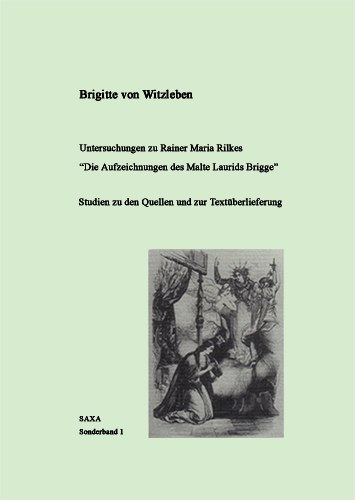 Brigitte von Witzleben
Untersuchungen zu Rainer Maria Rilkes
“Die Aufzeichnungen des Malte Laurids Brigge”
Studien zu den Quellen und zur Textüberlieferung
SAXA
Sonderband 1